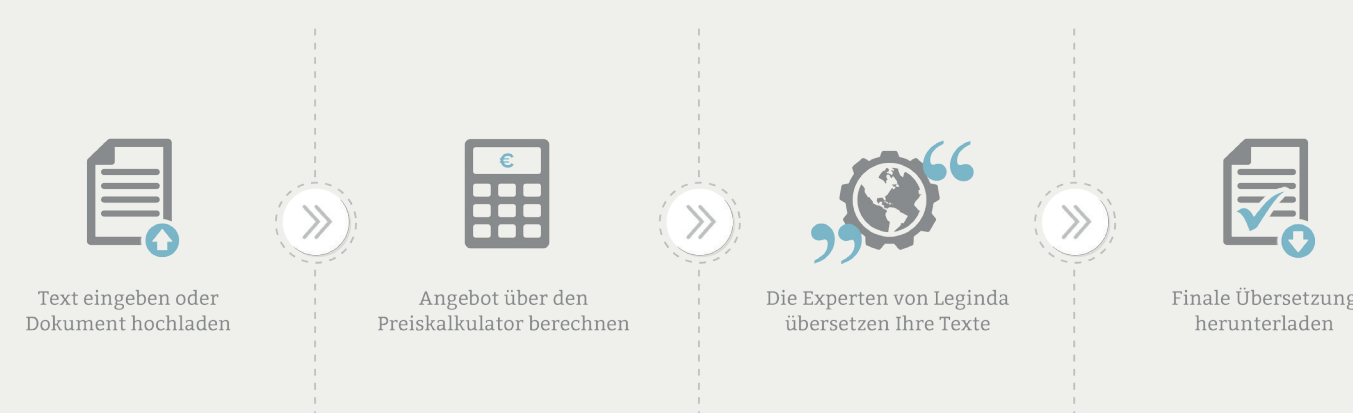 €
Text eingeben oder
Dokument hochladen
Angebot über den
Preiskalkulator berechnen
Die Experten von Leginda
übersetzen Ihre Texte
Finale Übersetzung
herunterladen